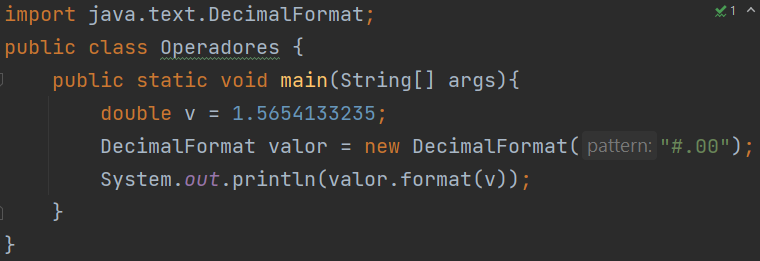 import java.text.DecimalFormat;
1
public class Operadores {
public static void main(String[] args){
double v = 1.5654133235;
DecimalFormat valor = new DecimalFormat( pattern: "#.00");
System.out.println(valor.format(v));
}
}